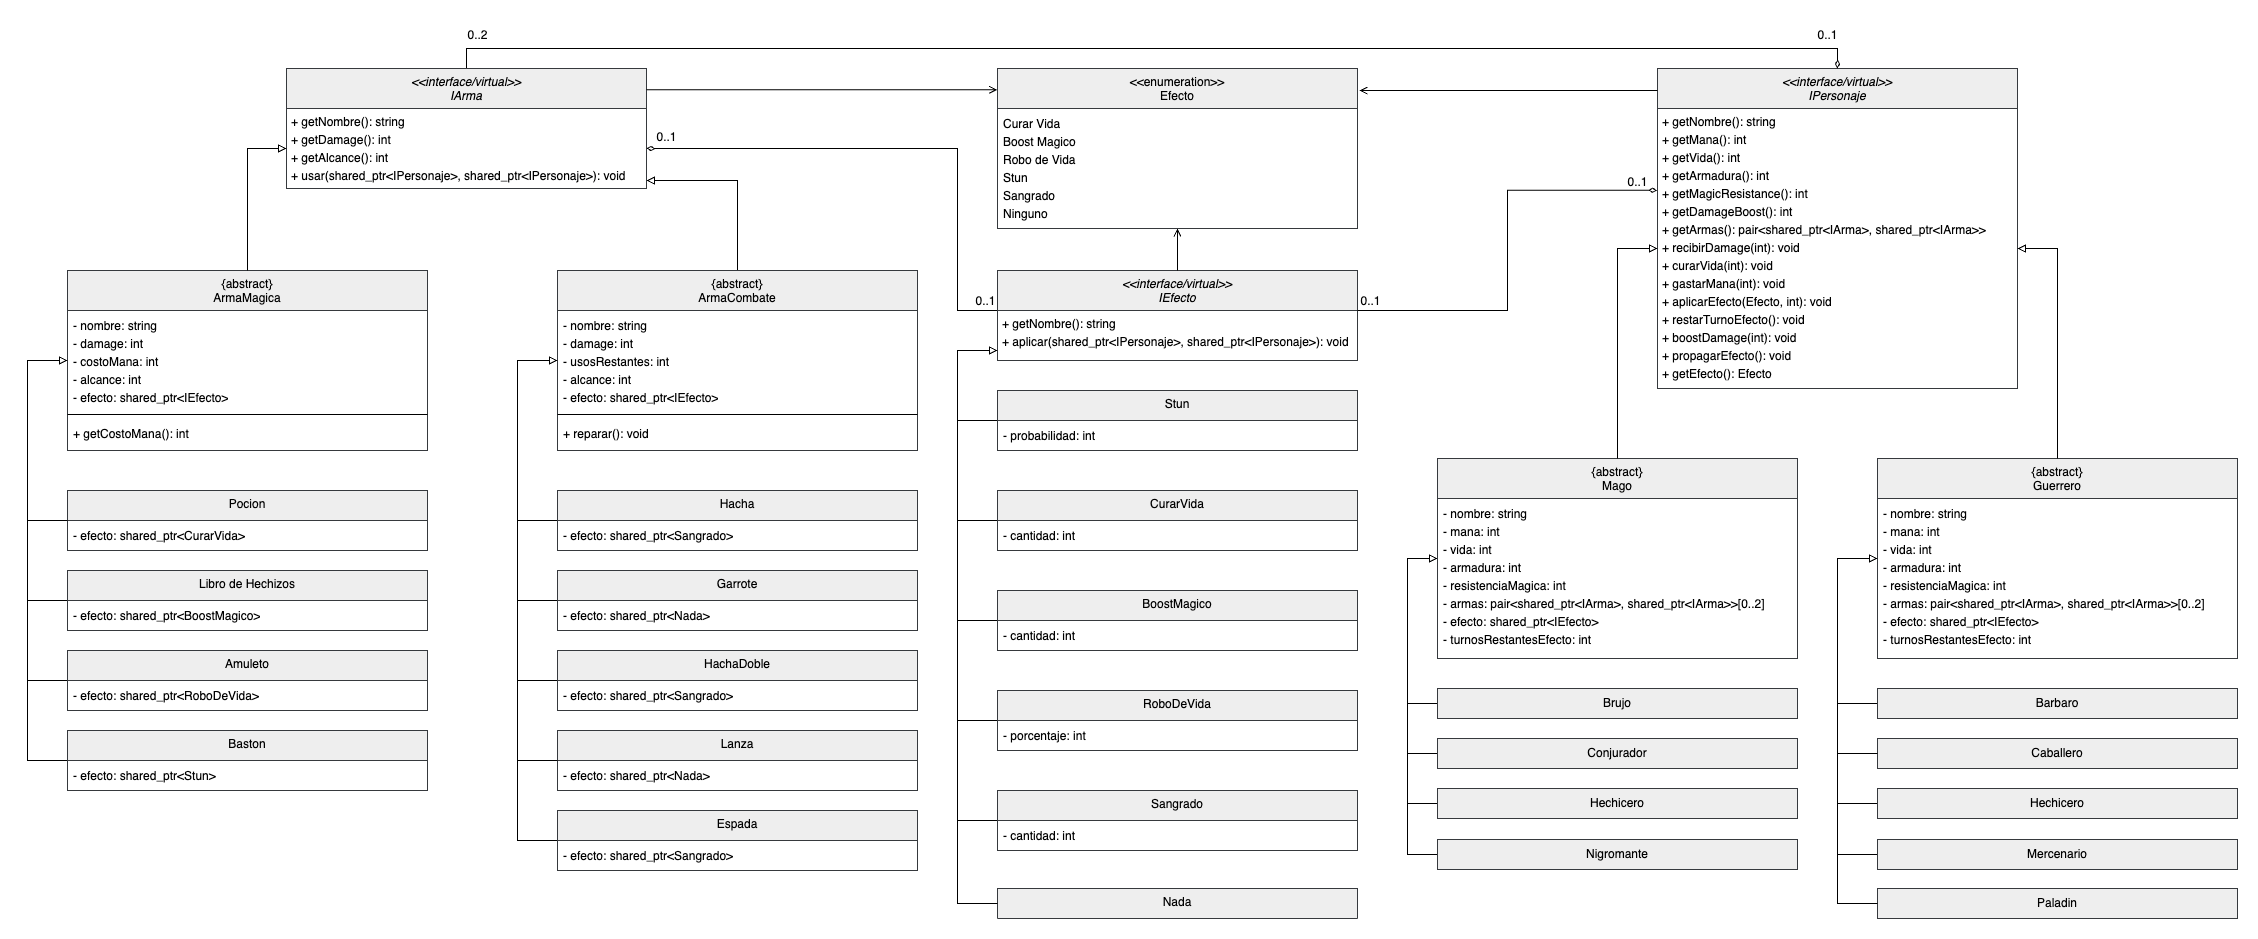 0..2
0..1
<<interface/virtual>>
IArma
+ getNombre(): string
+ getDamage(): int
+ getAlcance(): int
+ usar(shared_ptr<IPersonaje>, shared_ptr<IPersonaje>): void
0..1
<<enumeration>>
Efecto
Curar Vida
Boost Magico
Robo de Vida
Stun
Sangrado
Ninguno
<<interface/virtual>>
IPersonaje
+ getNombre(): string
+ getMana(): int
+ getVida(): int
+ getArmadura(): int
+ getMagicResistance(): int
+ getDamageBoost(): int
+ getArmas(): pair<shared_ptr<IArma>, shared_ptr<IArma>>
+ recibirDamage(int): void
+ curarVida(int): void
+ gastarMana(int): void
+ aplicarEfecto(Efecto, int): void
+ restarTurnoEfecto(): void
+ boostDamage(int): void
+ propagarEfecto(): void
+ getEfecto(): Efecto
0..1
{abstract}
ArmaMagica
- nombre: string
- damage: int
- costoMana: int
- alcance: int
- efecto: shared_ptr<IEfecto>
+ getCostoMana(): int
Pocion
- efecto: shared_ptr<CurarVida>
Libro de Hechizos
- efecto: shared_ptr<BoostMagico>
Amuleto
- efecto: shared_ptr<RoboDeVida>
Baston
- efecto: shared_ptr<Stun>
{abstract}
ArmaCombate
- nombre: string
- damage: int
- usosRestantes: int
- alcance: int
- efecto: shared_ptr<IEfecto>
+ reparar(): void
Hacha
- efecto: shared_ptr<Sangrado>
Garrote
- efecto: shared_ptr<Nada>
HachaDoble
- efecto: shared_ptr<Sangrado>
Lanza
- efecto: shared_ptr<Nada>
Espada
- efecto: shared_ptr<Sangrado>
0..1
<<interface/virtual>>
IEfecto
0..1
+ getNombre(): string
+ aplicar(shared_ptr<IPersonaje>, shared_ptr<IPersonaje>): void
Stun
- probabilidad: int
CurarVida
- cantidad: int
BoostMagico
- cantidad: int
RoboDeVida
- porcentaje: int
Sangrado
- cantidad: int
Nada
{abstract}
Mago
- nombre: string
- mana: int
- vida: int
- armadura: int
- resistenciaMagica: int
- armas: pair<shared_ptr<IArma>, shared_ptr<IArma>>[0..2]
- efecto: shared_ptr<IEfecto>
- turnosRestantesEfecto: int
Brujo
Conjurador
Hechicero
Nigromante
{abstract}
Guerrero
- nombre: string
- mana: int
- vida: int
- armadura: int
- resistenciaMagica: int
- armas: pair<shared_ptr<IArma>, shared_ptr<IArma>>[0..2]
- efecto: shared_ptr<IEfecto>
- turnosRestantesEfecto: int
Barbaro
Caballero
Hechicero
Mercenario
Paladin